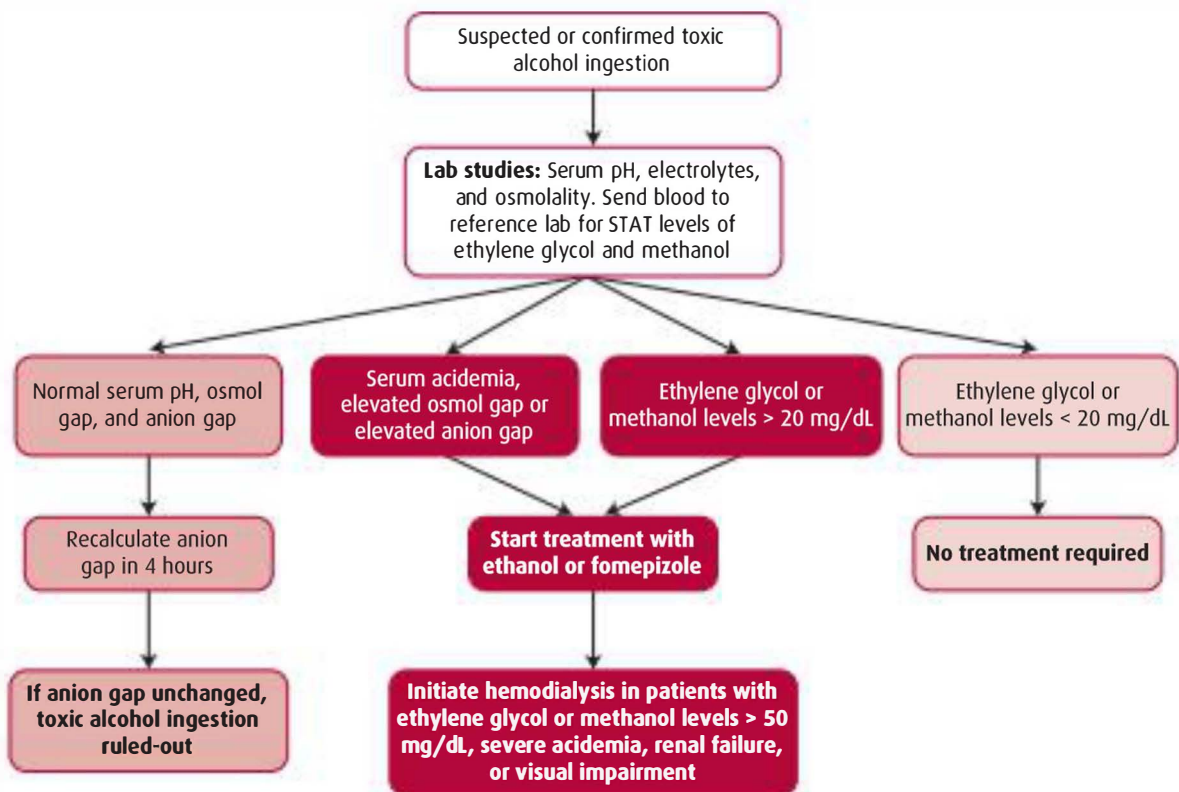 Suspected or confirmed toxic
alcohol ingestion
Lab studies: Serum pH, electrolytes,
and osmolality. Send blood to
reference lab for STAT levels of
ethylene glycol and methanol
Normal serum pH, osmol
gap, and anion gap
Serum acidemia,
elevated osmol gap or
elevated anion gap
Ethylene glycol or
methanol levels > 20 mg/dL
Ethylene glycol or
methanol levels < 20 mg/dL
Recalculate anion
gap in 4 hours
Start treatment with
ethanol or fomepizole
No treatment required
If anion gap unchanged,
toxic alcohol ingestion
ruled-out
Initiate hemodialysis in patients with
ethylene glycol or methanol levels > 50
mg/dL, severe acidemia, renal failure,
or visual impairment